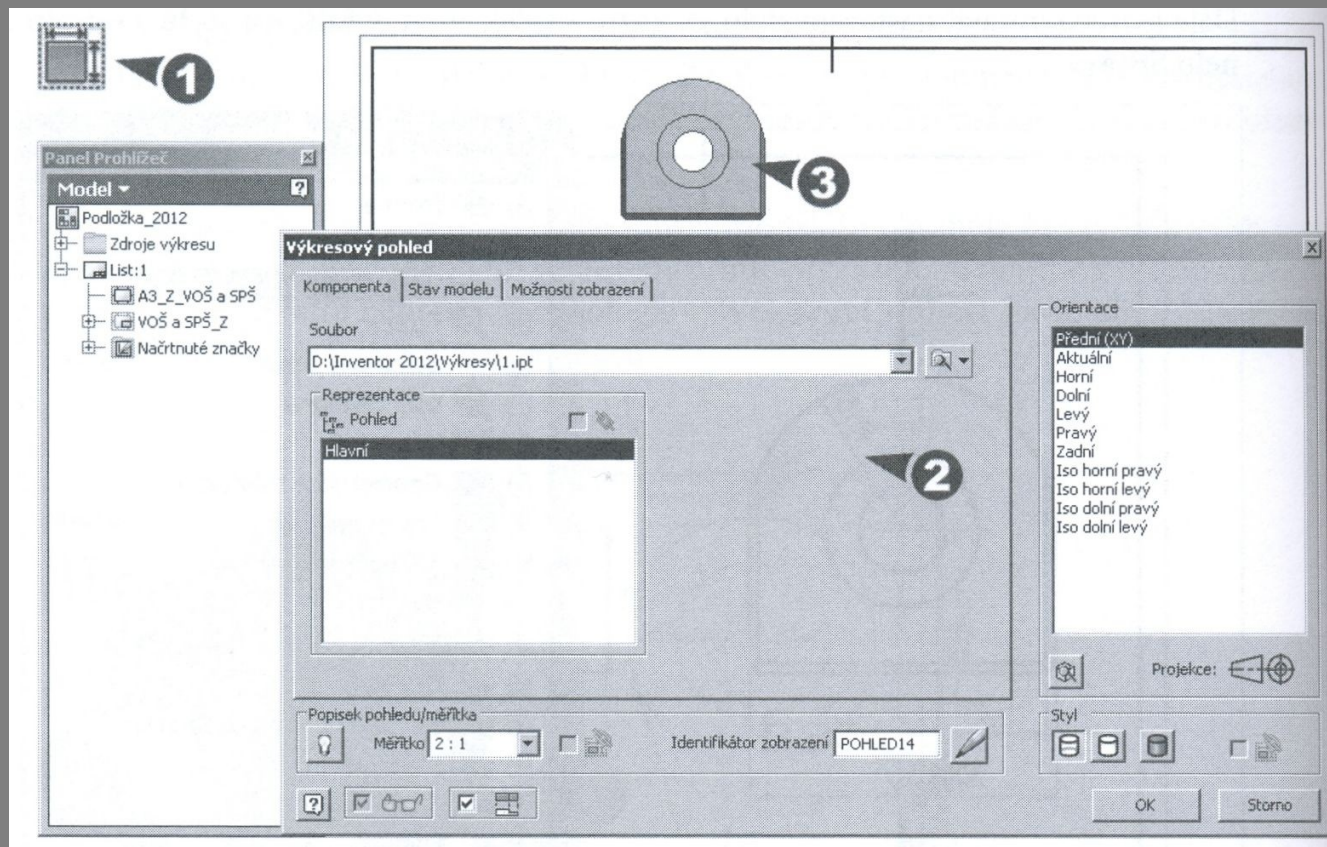 1
3
Panel Prohlížeč
Model
Podložka_2012
Zdroje výkresu
List:1
A3_Z_VOŠ a SPŠ
VOŠ a SPŠ_Z
Načrtnuté značky
Výkresový pohled
Komponenta
Stav modelu
Možnosti zobrazení
Soubor
D:\Inventor 2012\Výkresy\1.ipt
Reprezentace
Pohled
Hlavní
2
Orientace
Přední (XY)
Aktuální
Horní
Dolní
Levý
Pravý
Zadní
Iso horní pravý
Iso horní levý
Iso dolní pravý
Iso dolní levý
Projekce:
Popisek pohledu/měřítka
Měřítko 2 : 1
Identifikátor zobrazení POHLED14
Styl
OK
Storno